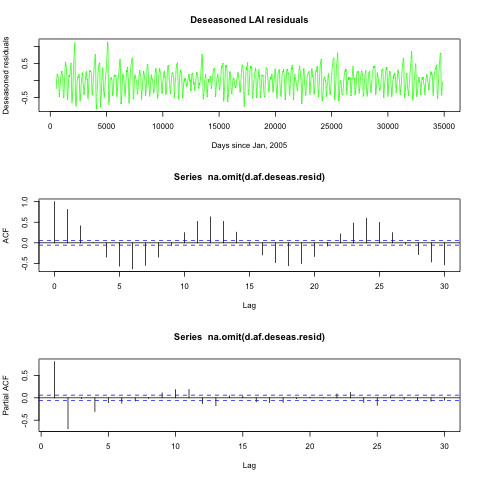 Deseasoned LAI residuals
Deseasoned residuals
0.5
-0.5
0 5000 10000 15000 20000 25000 30000 35000
Days since Jan, 2005
Series na.omit(d.af.deseas.resid)
ACF
1.0
0.5
0.0
-0.5
0 5 10 15 20 25 30
Lag
Series na.omit(d.af.deseas.resid)
Partial ACF
0.5
0.0
-0.5
0 5 10 15 20 25 30
Lag